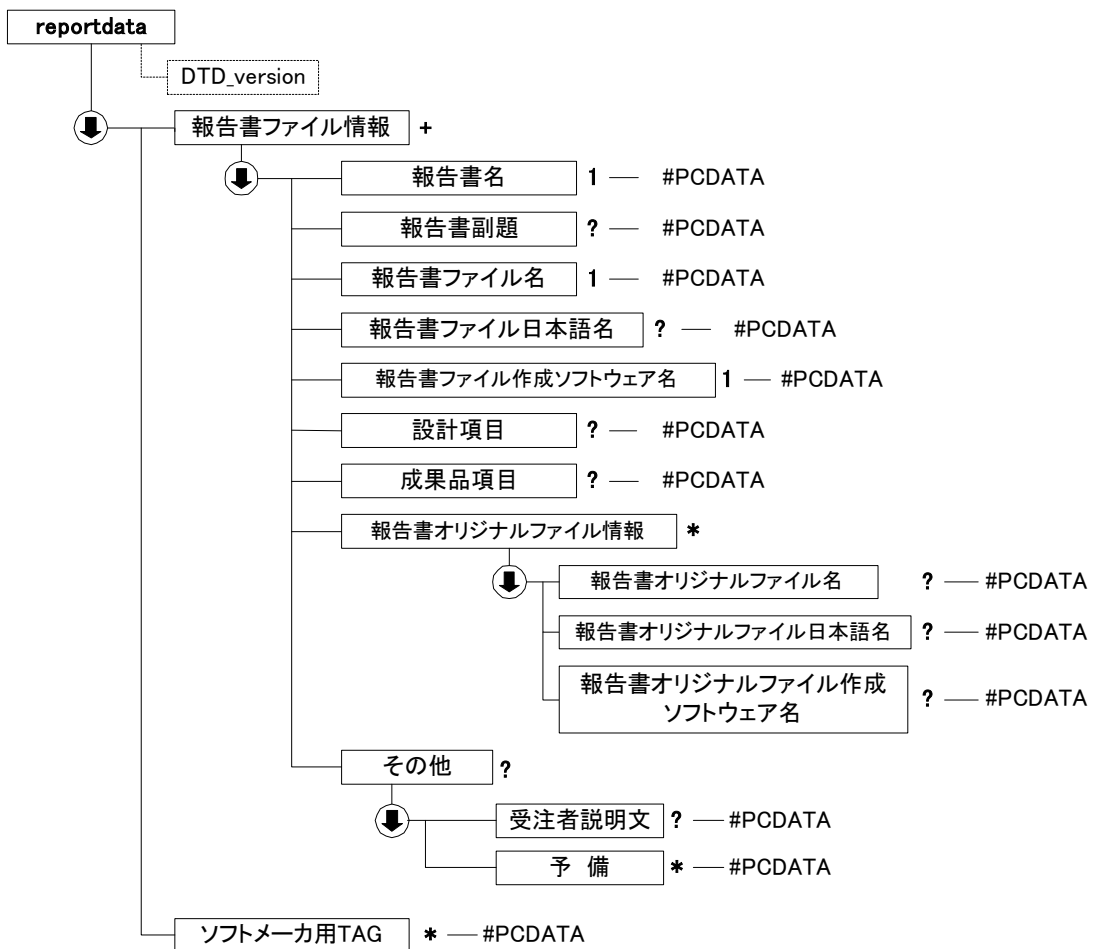 reportdata
DTD_version
報告書ファイル情報 +
報告書名 1 #PCDATA
報告書副題 ? #PCDATA
報告書ファイル名 1 #PCDATA
報告書ファイル日本語名 ? #PCDATA
報告書ファイル作成ソフトウェア名 1 #PCDATA
設計項目 ? #PCDATA
成果品項目 ? #PCDATA
報告書オリジナルファイル情報 *
報告書オリジナルファイル名 ? #PCDATA
報告書オリジナルファイル日本語名 ? #PCDATA
報告書オリジナルファイル作成
ソフトウェア名 ? #PCDATA
その他 ?
受注者説明文 ? #PCDATA
予 備 * #PCDATA
ソフトメーカ用TAG * #PCDATA